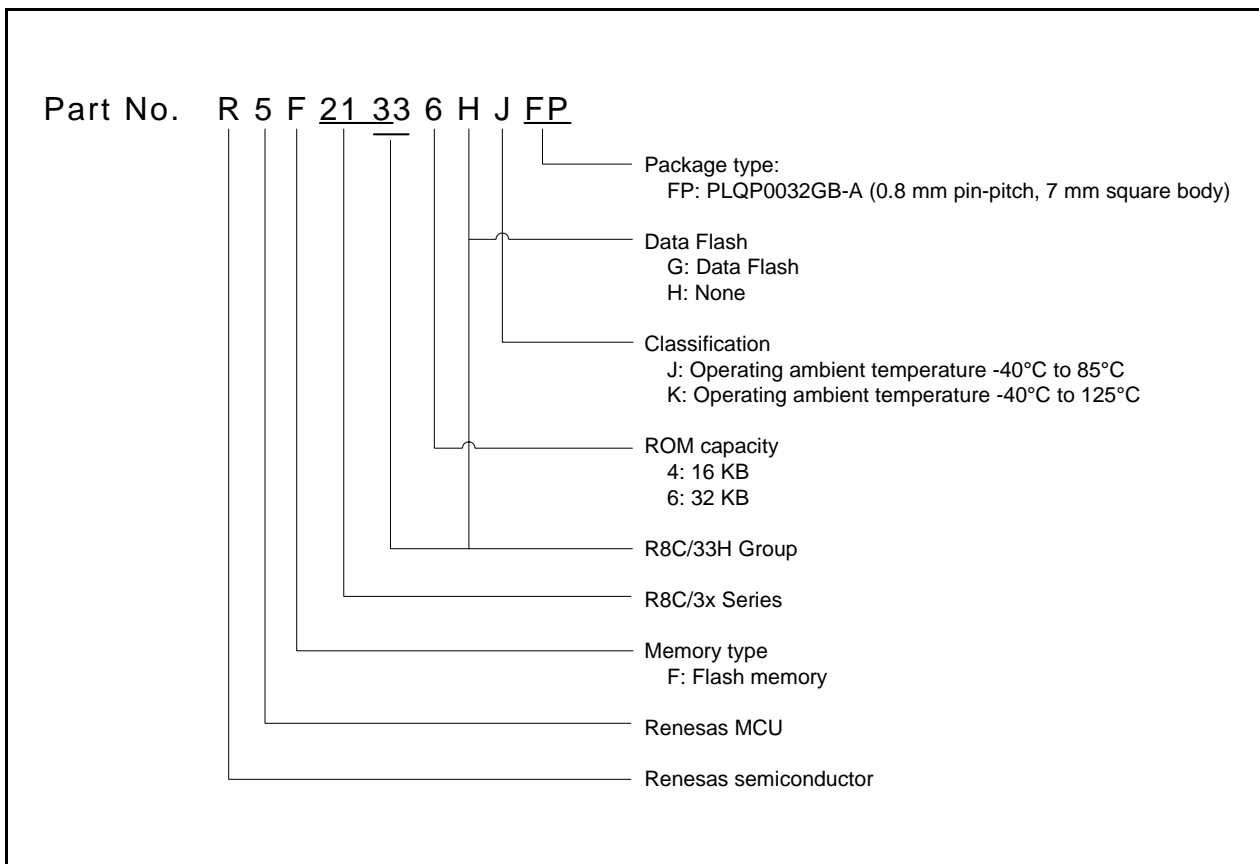 Part No. R 5 F 21 33 6 H J FP
Package type:
FP: PLQP0032GB-A (0.8 mm pin-pitch, 7 mm square body)
Data Flash
G: Data Flash
H: None
Classification
J: Operating ambient temperature -40°C to 85°C
K: Operating ambient temperature -40°C to 125°C
ROM capacity
4: 16 KB
6: 32 KB
R8C/33H Group
R8C/3x Series
Memory type
F: Flash memory
Renesas MCU
Renesas semiconductor